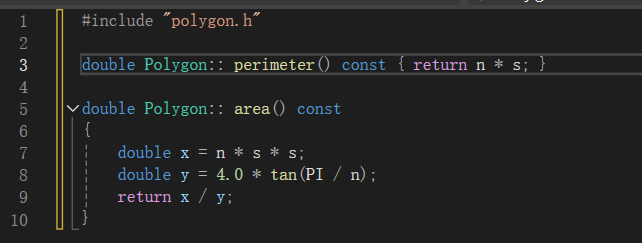 1 #include "polygon.h"
2
3 double Polygon:: perimeter() const { return n * s; }
4
5 double Polygon:: area() const
6 {
7 double x = n * s * s;
8 double y = 4.0 * tan(PI / n);
9 return x / y;
10 }